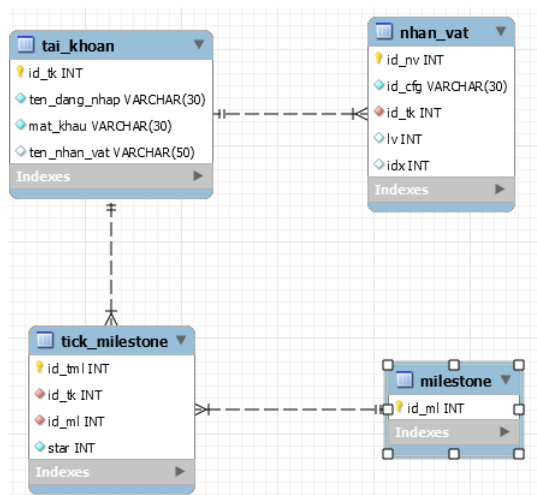 tai_khoan
id_tk INT
ten_dang_nhap VARCHAR(30)
mat_khau VARCHAR(30)
ten_nhan_vat VARCHAR(50)
Indexes
nhan_vat
id_nv INT
id_cfg VARCHAR(30)
id_tk INT
lv INT
idx INT
Indexes
tick_milestone
id_tml INT
id_tk INT
id_ml INT
star INT
Indexes
milestone
id_ml INT
Indexes